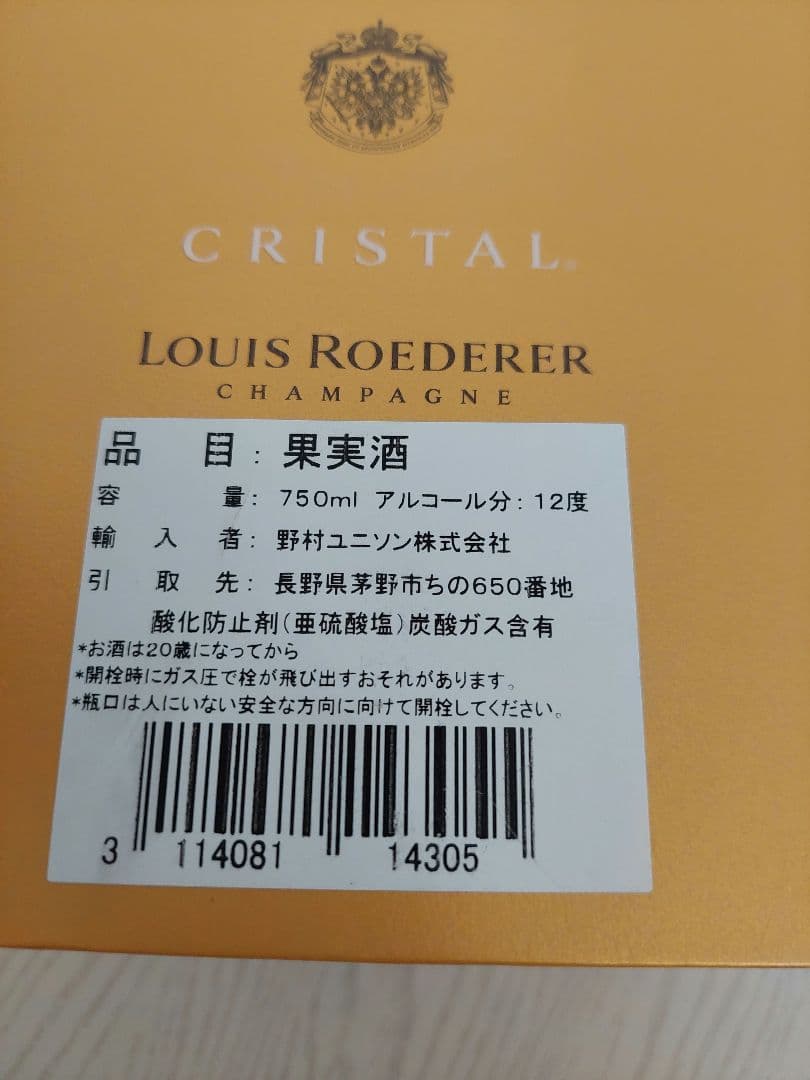 CRISTAL®
LOUIS ROEDERER
CHAMPAGNE
品 目: 果実酒
容 量: 750ml アルコール分: 12度
輸 入 者: 野村ユニソン株式会社
引 取 先: 長野県茅野市ちの650番地
酸化防止剤(亜硫酸塩)炭酸ガス含有
*お酒は20歳になってから
*開栓時にガス圧で栓が飛び出すおそれがあります。
*瓶口は人にいない安全な方向に向けて開栓してください。
3 114081 14305